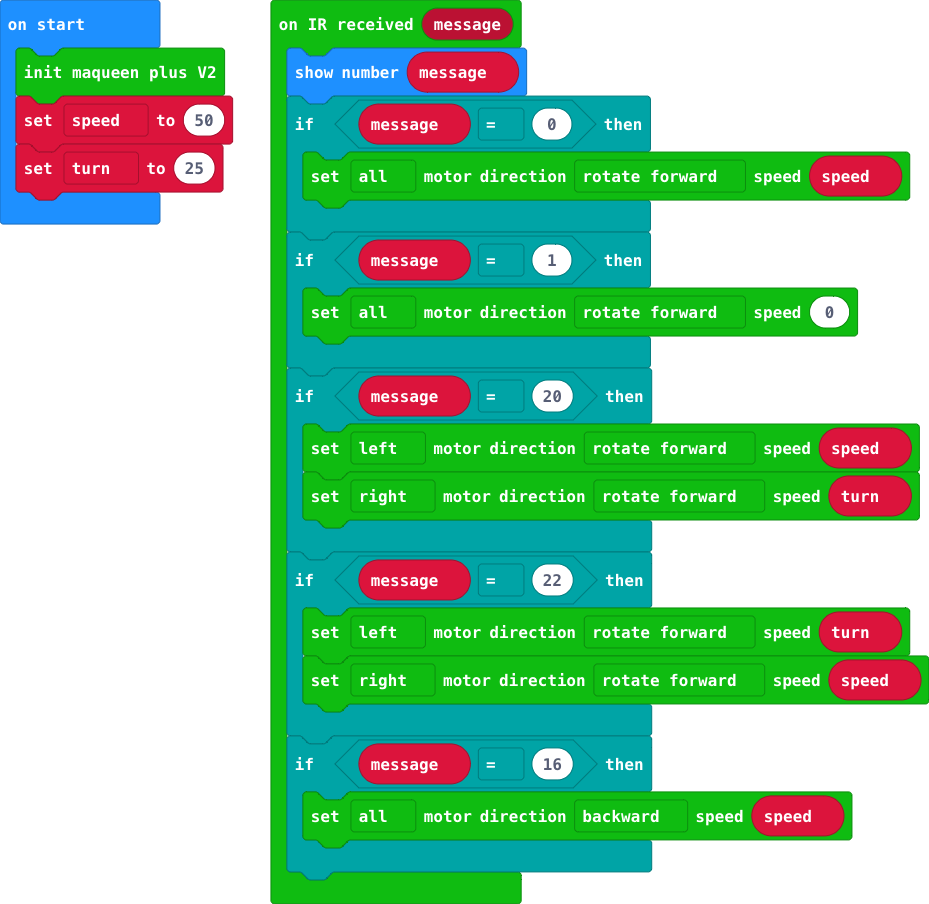 on start
init maqueen plus V2
set speed to 50
set turn to 25
on IR received message
show number message
if message = 0 then
set all motor direction rotate forward speed speed
if message = 1 then
set all motor direction rotate forward speed 0
if message = 20 then
set left motor direction rotate forward speed speed
set right motor direction rotate forward speed turn
if message = 22 then
set left motor direction rotate forward speed turn
set right motor direction rotate forward speed speed
if message = 16 then
set all motor direction backward speed speed